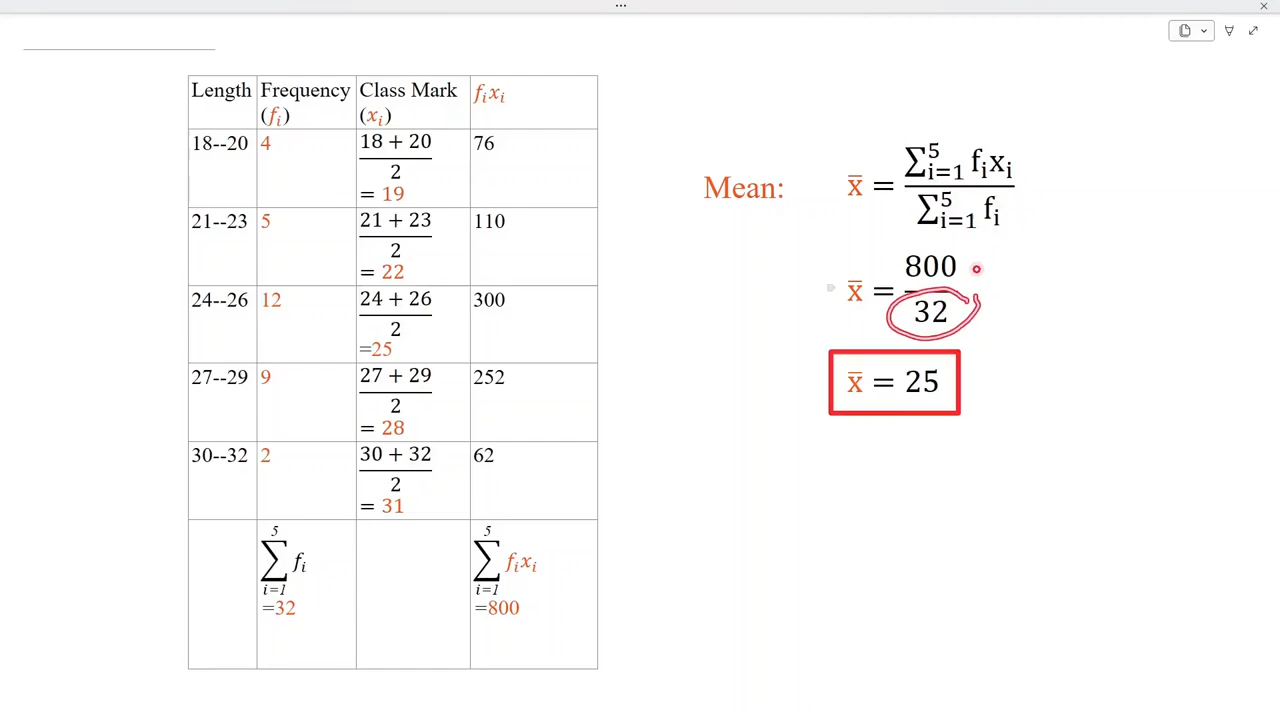 Length Frequency Class Mark fᵢxᵢ
(fᵢ) (xᵢ)
18--20 4 18 + 20 76
2
= 19
21--23 5 21 + 23 110
2
= 22
24--26 12 24 + 26 300
2
=25
27--29 9 27 + 29 252
2
= 28
30--32 2 30 + 32 62
2
= 31
5 5
∑ fᵢ ∑ fᵢxᵢ
i=1 i=1
=32 =800
Mean: x̄ = ∑⁵ᵢ₌₁ fᵢxᵢ
∑⁵ᵢ₌₁ fᵢ
x̄ = 800
32
x̄ = 25